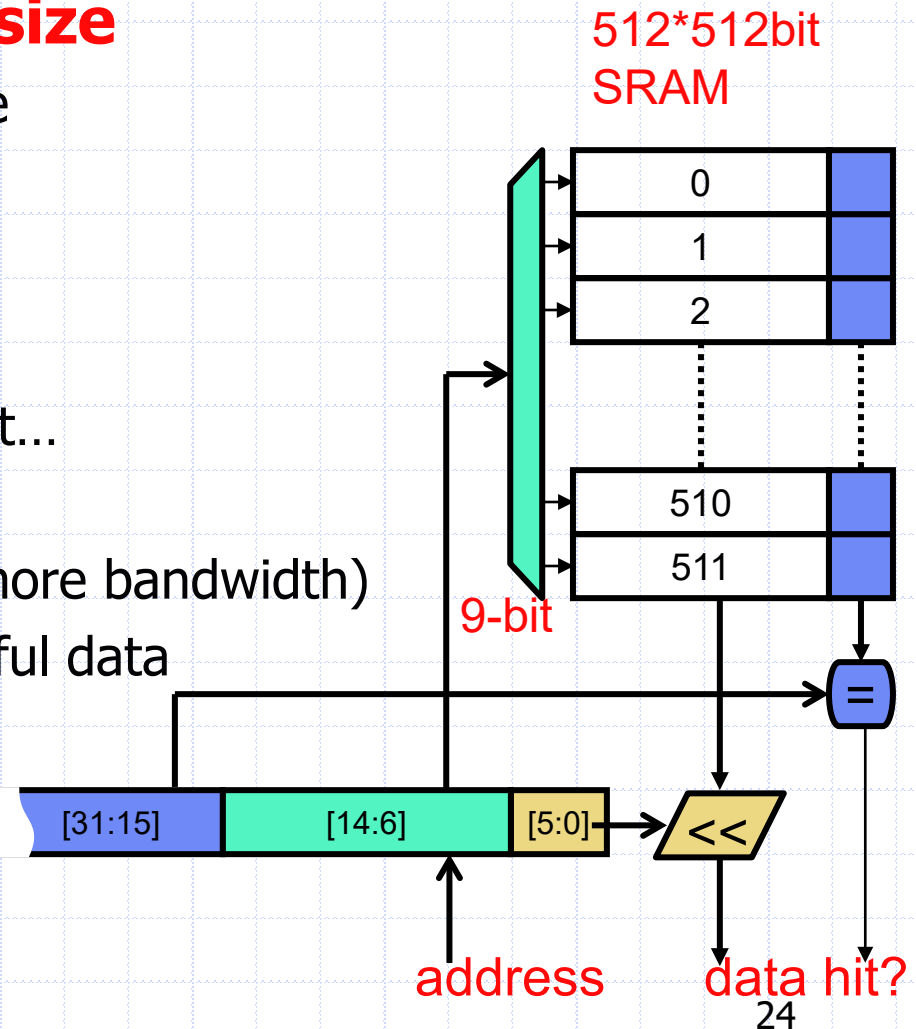 size
512*512bit
SRAM
e
0
1
2
t…
510
511
more bandwidth)
9-bit
ful data
=
[31:15] [14:6] [5:0] <<
address
data hit?
24